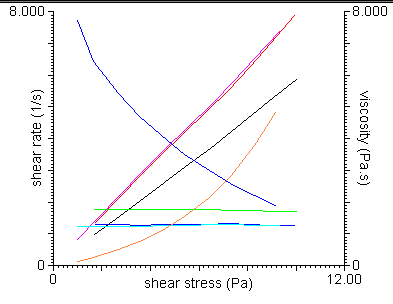 8.000
8.000
shear rate (1/s)
viscosity (Pa.s)
0
0
0
shear stress (Pa)
12.00